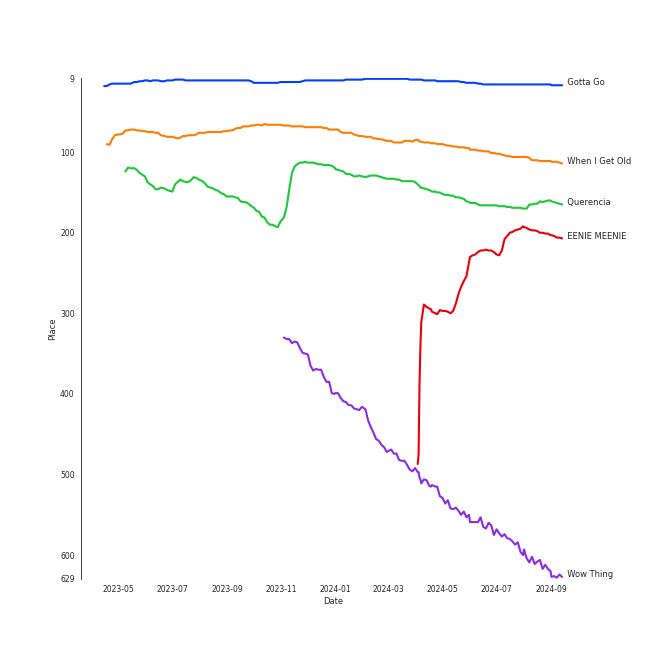 9
Gotta Go
100
When I Get Old
200
Querencia
EENIE MEENIE
300
Place
400
500
600
629
Wow Thing
2023-05 2023-07 2023-09 2023-11 2024-01 2024-03 2024-05 2024-07 2024-09
Date